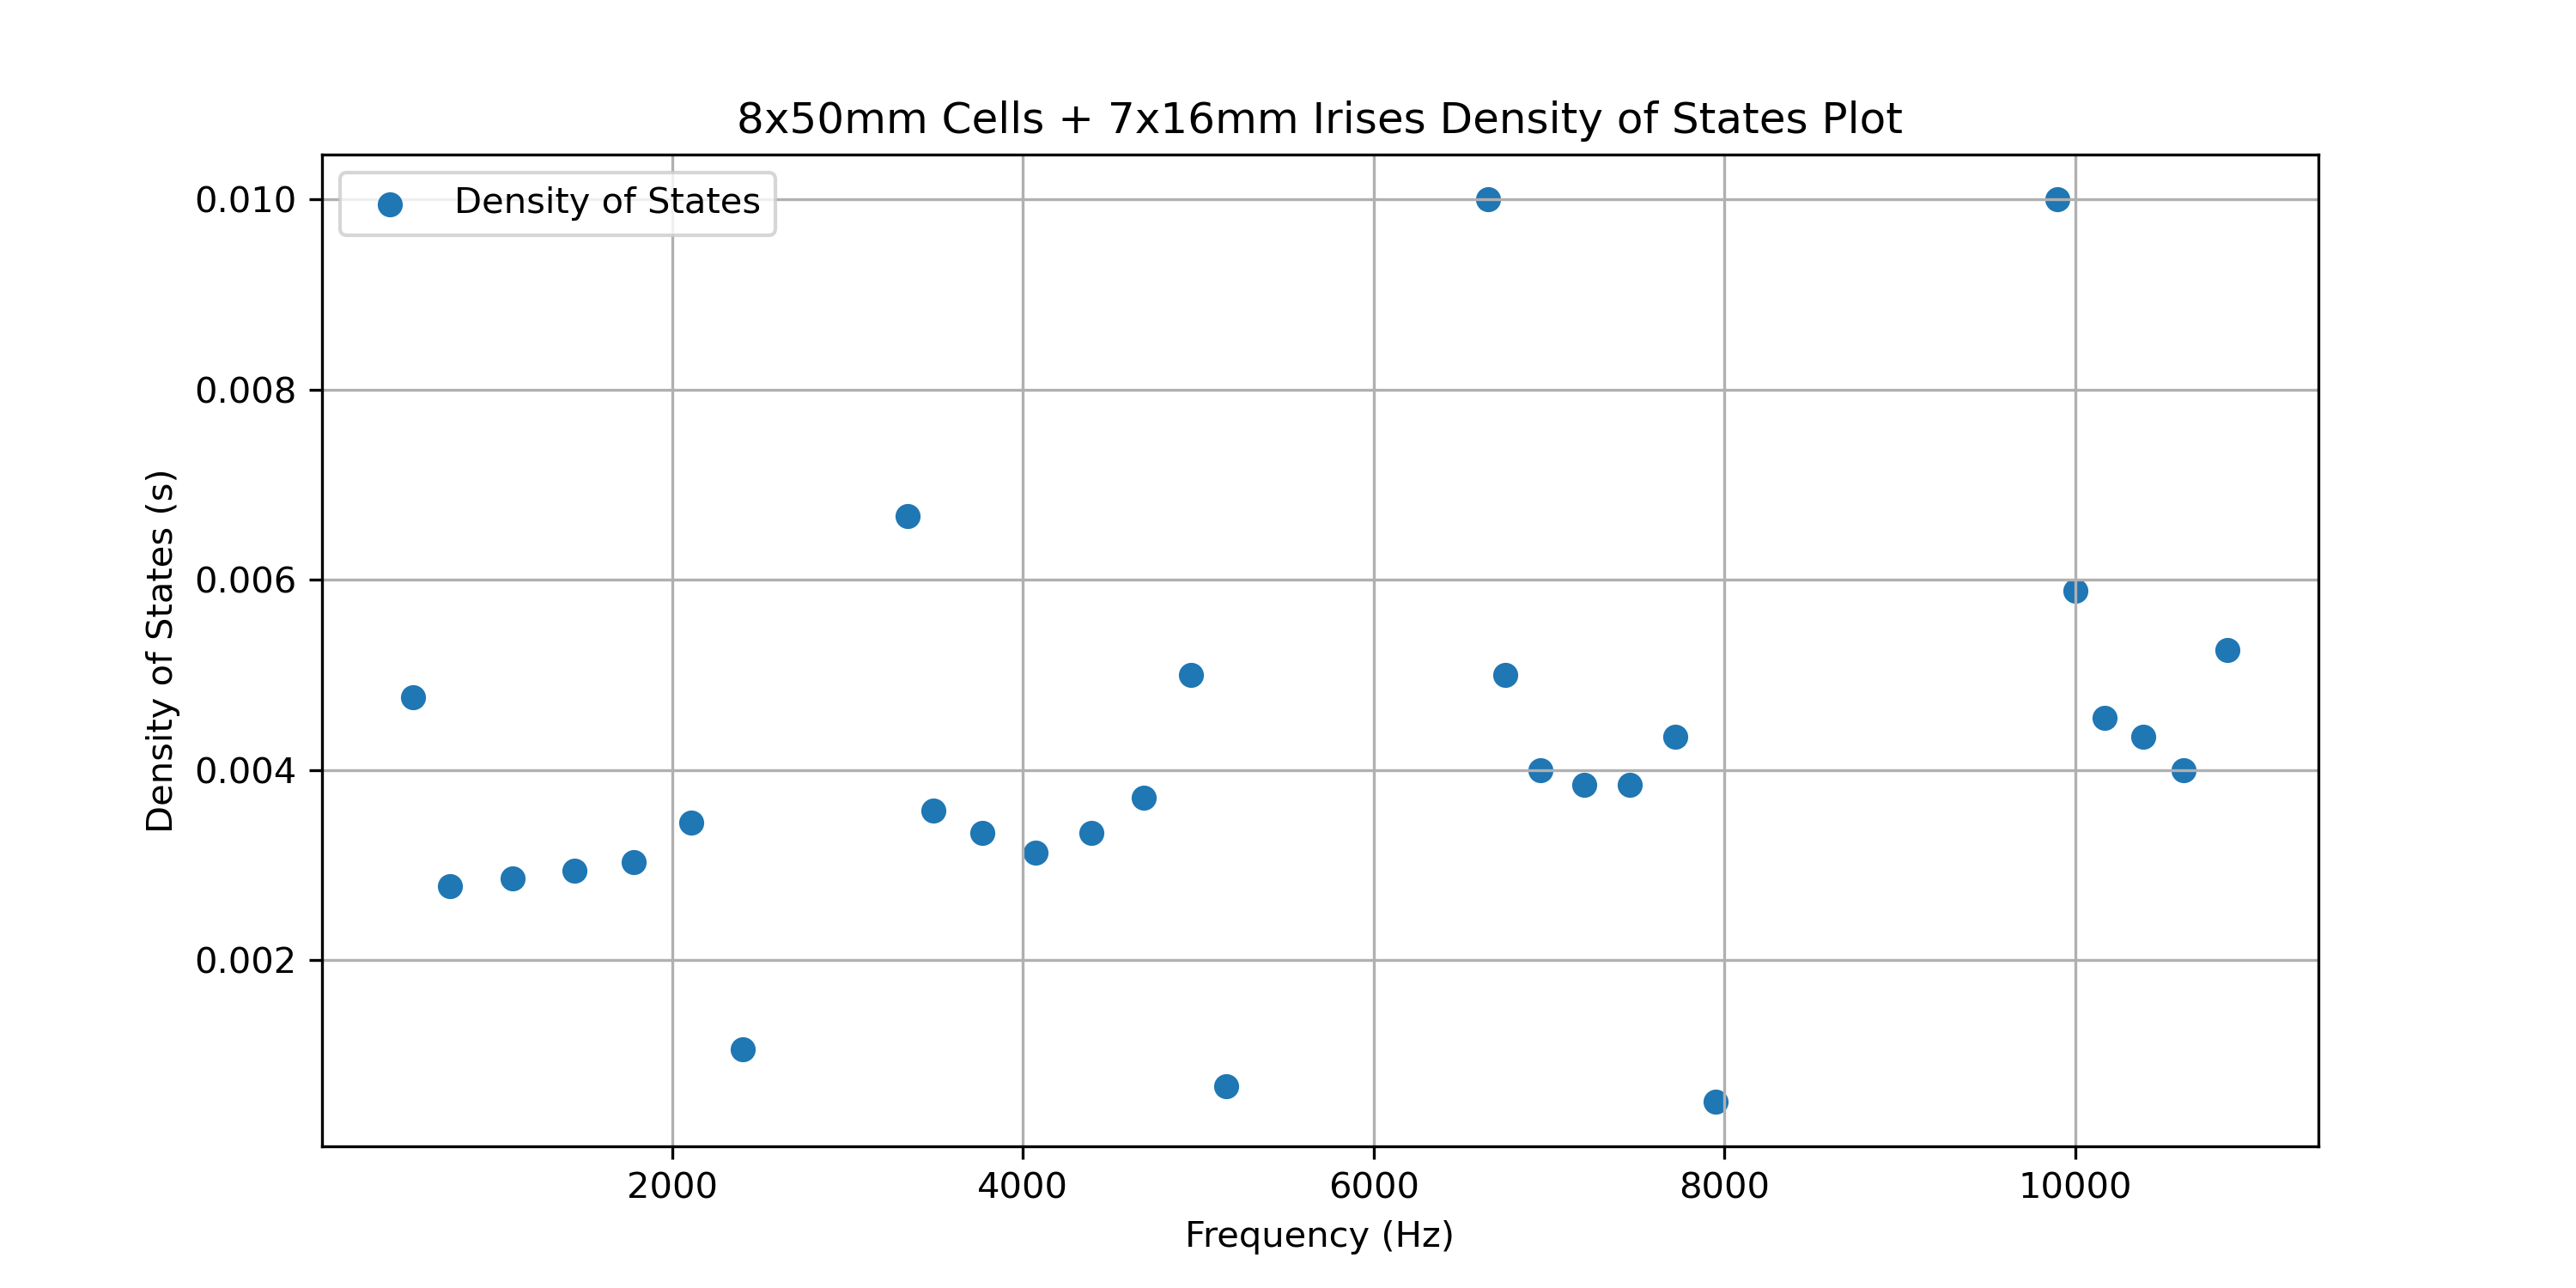 8x50mm Cells + 7x16mm Irises Density of States Plot
Density of States
Density of States (s)
0.010
0.008
0.006
0.004
0.002
2000 4000 6000 8000 10000
Frequency (Hz)